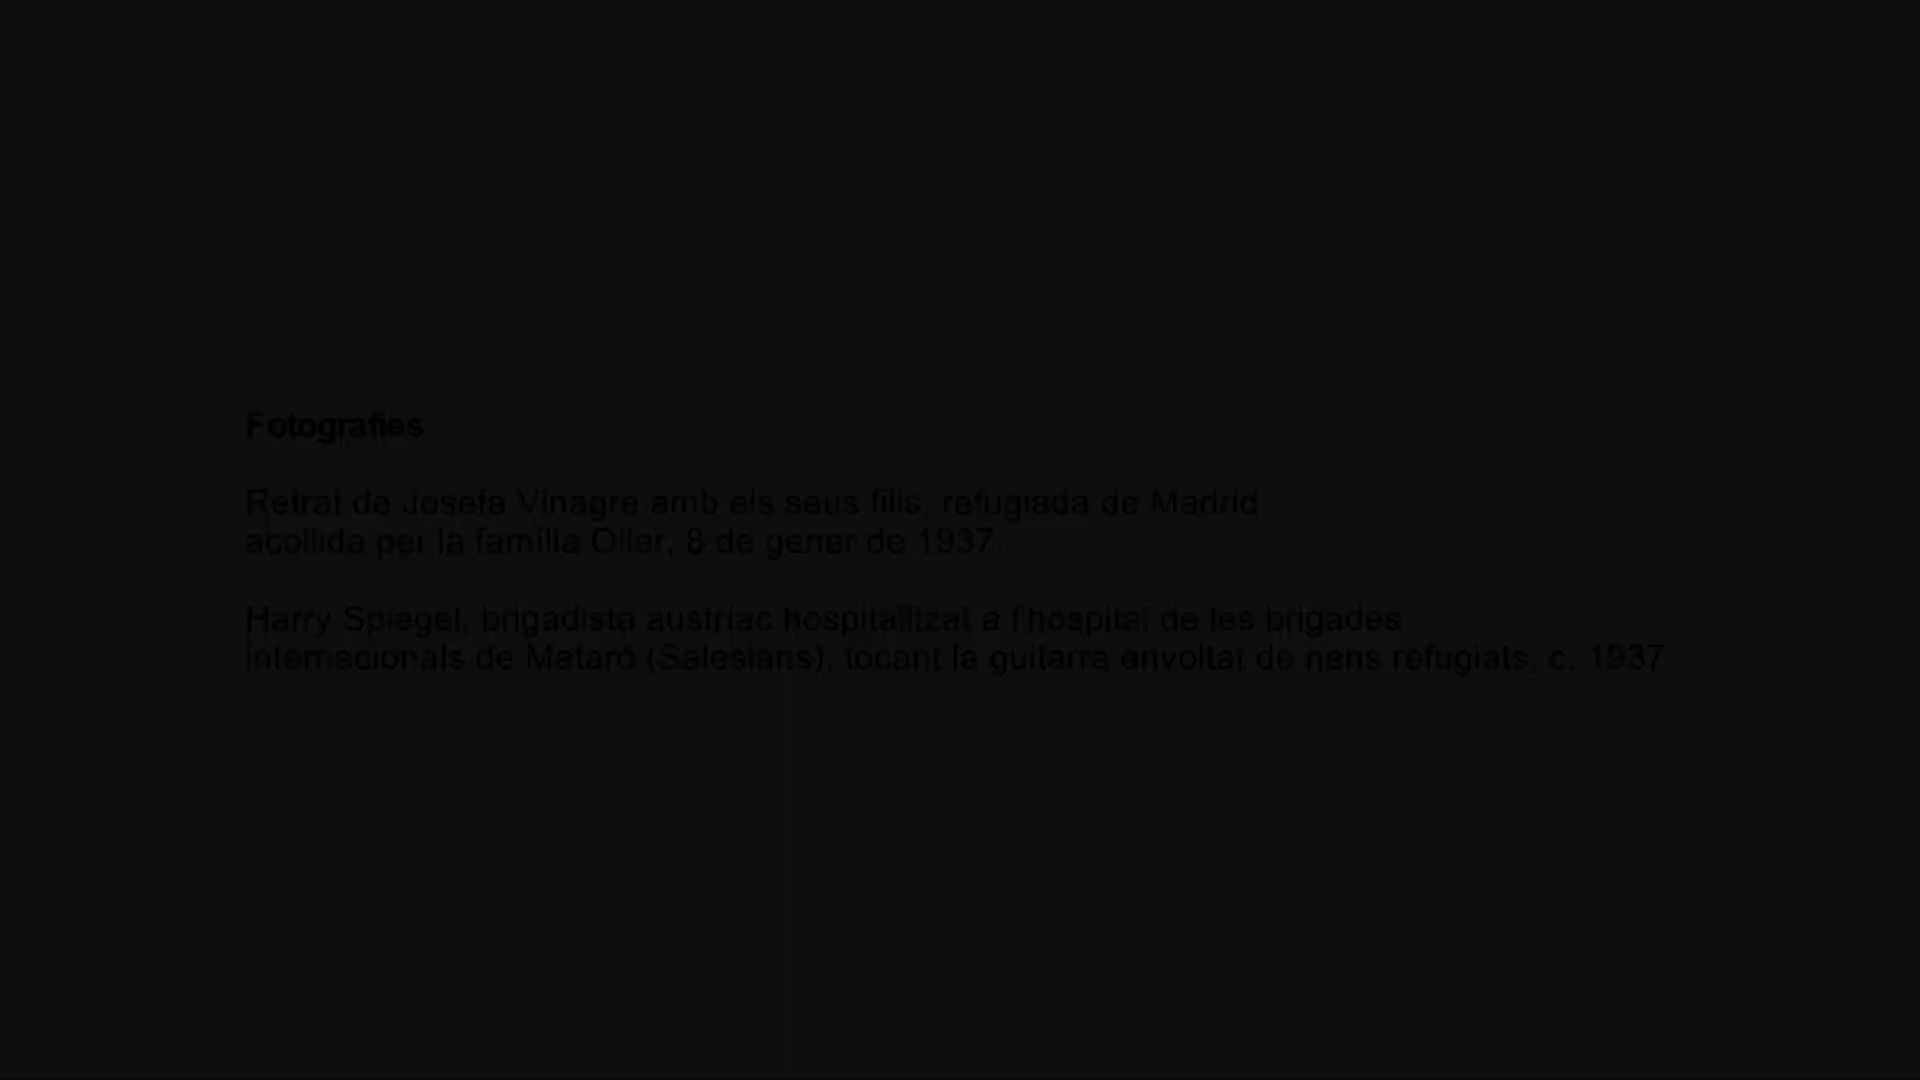 Fotografies
Retrat de Josefa Vinagre amb els seus fills, refugiada de Madrid
acollida per la família Oller, 8 de gener de 1937.
Harry Spiegel, brigadista austríac hospitalitzat a l'hospital de les brigades
internacionals de Mataró (Salesians), tocant la guitarra envoltat de nens refugiats, c. 1937